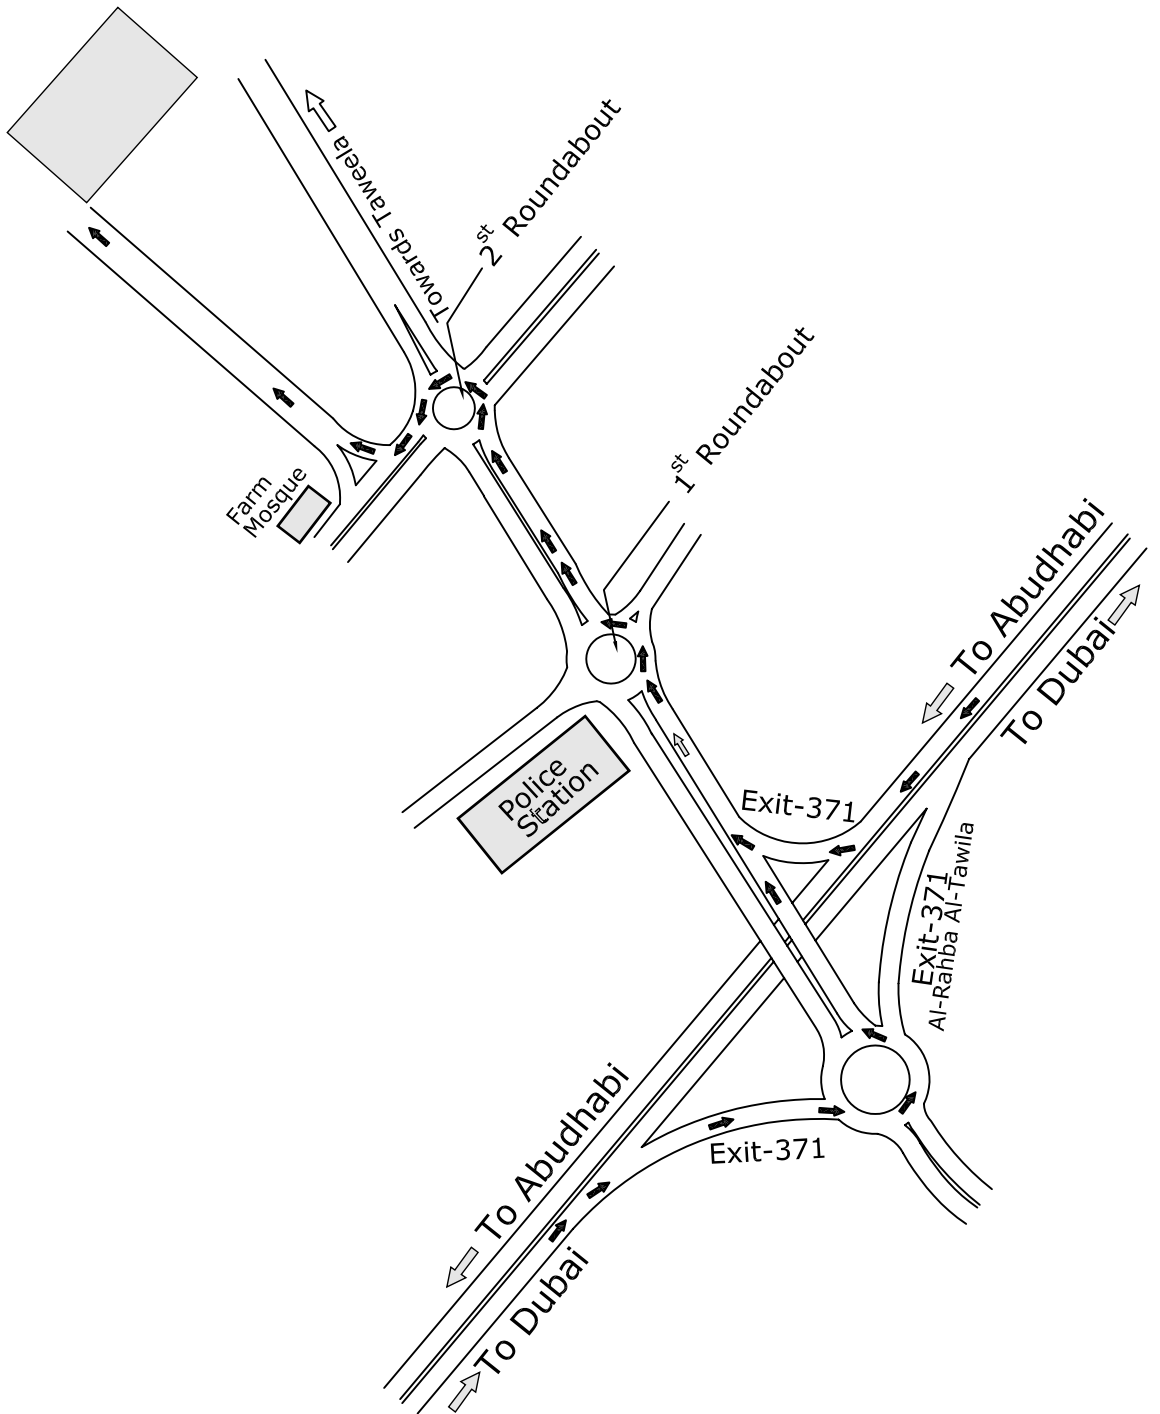 Towards Taweela
2st Roundabout
1st Roundabout
Farm
Mosque
To Abudhabi
To Dubai
Police
Station
Exit-371
Exit-371
Al-Rahba Al-Tawila
To Abudhabi
Exit-371
To Dubai